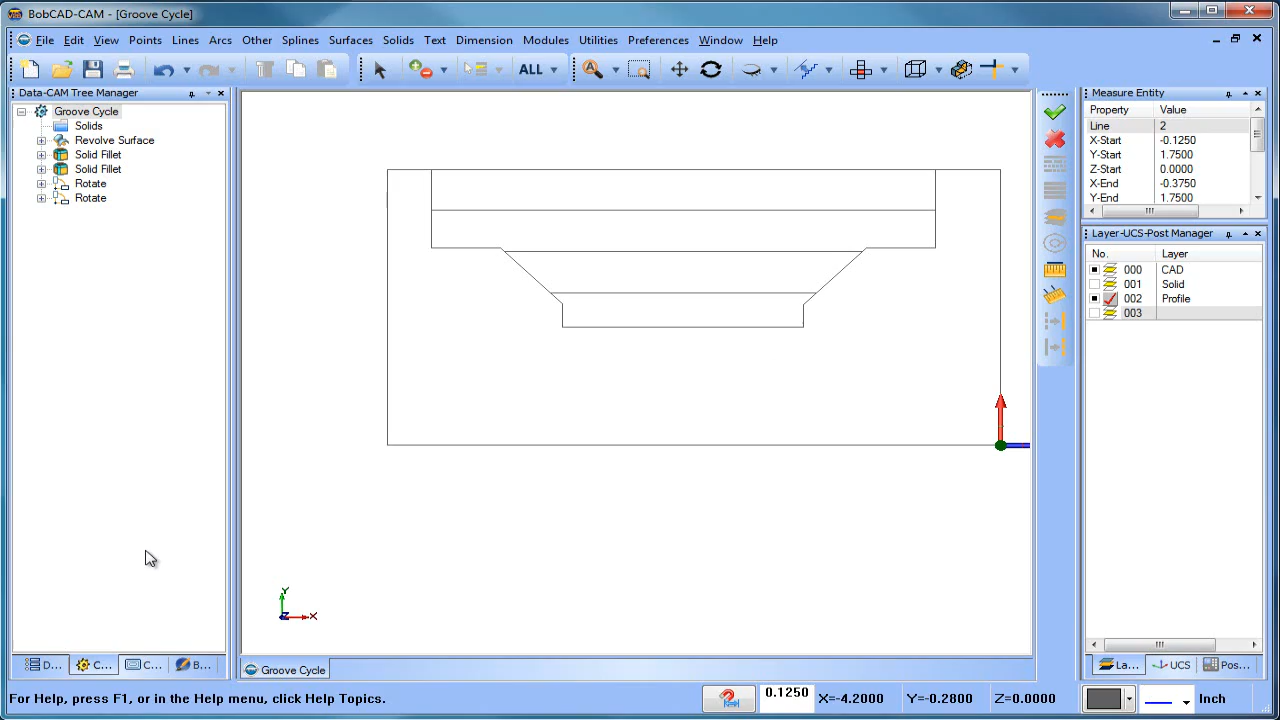 BobCAD-CAM - [Groove Cycle]
File Edit View Points Lines Arcs Other Splines Surfaces Solids Text Dimension Modules Utilities Preferences Window Help
ALL
Data-CAM Tree Manager
Groove Cycle
Solids
Revolve Surface
Solid Fillet
Solid Fillet
Rotate
Rotate
D... C... C... B...
Y
Z X
Groove Cycle
Measure Entity
Property Value
Line 2
X-Start -0.1250
Y-Start 1.7500
Z-Start 0.0000
X-End -0.3750
Y-End 1.7500
Layer-UCS-Post Manager
No. Layer
000 CAD
001 Solid
002 Profile
003
La... UCS Pos...
For Help, press F1, or in the Help menu, click Help Topics. 0.1250 X=-4.2000 Y=-0.2800 Z=0.0000 Inch